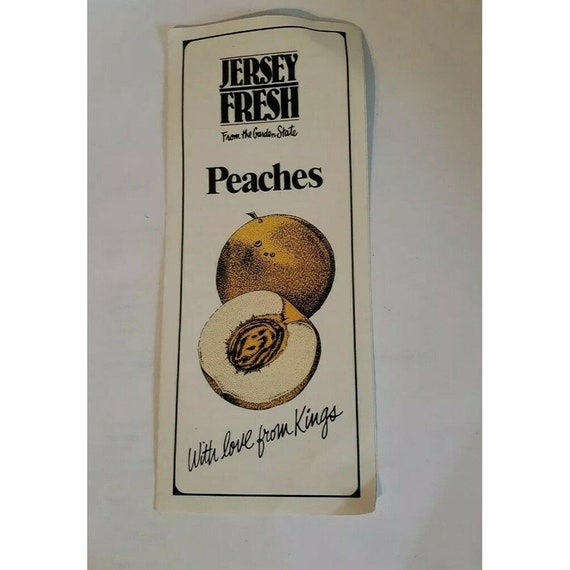 JERSEY
FRESH
From the Garden State
Peaches
With love from Kings